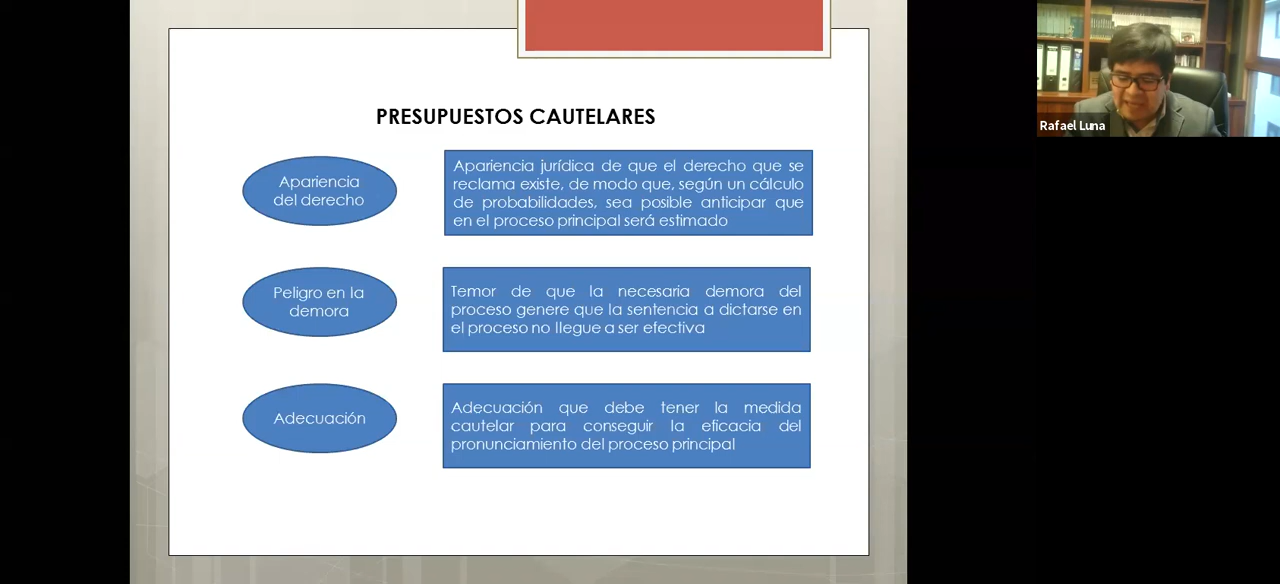 PRESUPUESTOS CAUTELARES
Apariencia
del derecho
Apariencia jurídica de que el derecho que se
reclama existe, de modo que, según un cálculo
de probabilidades, sea posible anticipar que
en el proceso principal será estimado
Peligro en la
demora
Temor de que la necesaria demora del
proceso genere que la sentencia a dictarse en
el proceso no llegue a ser efectiva
Adecuación
Adecuación que debe tener la medida
cautelar para conseguir la eficacia del
pronunciamiento del proceso principal
Rafael Luna